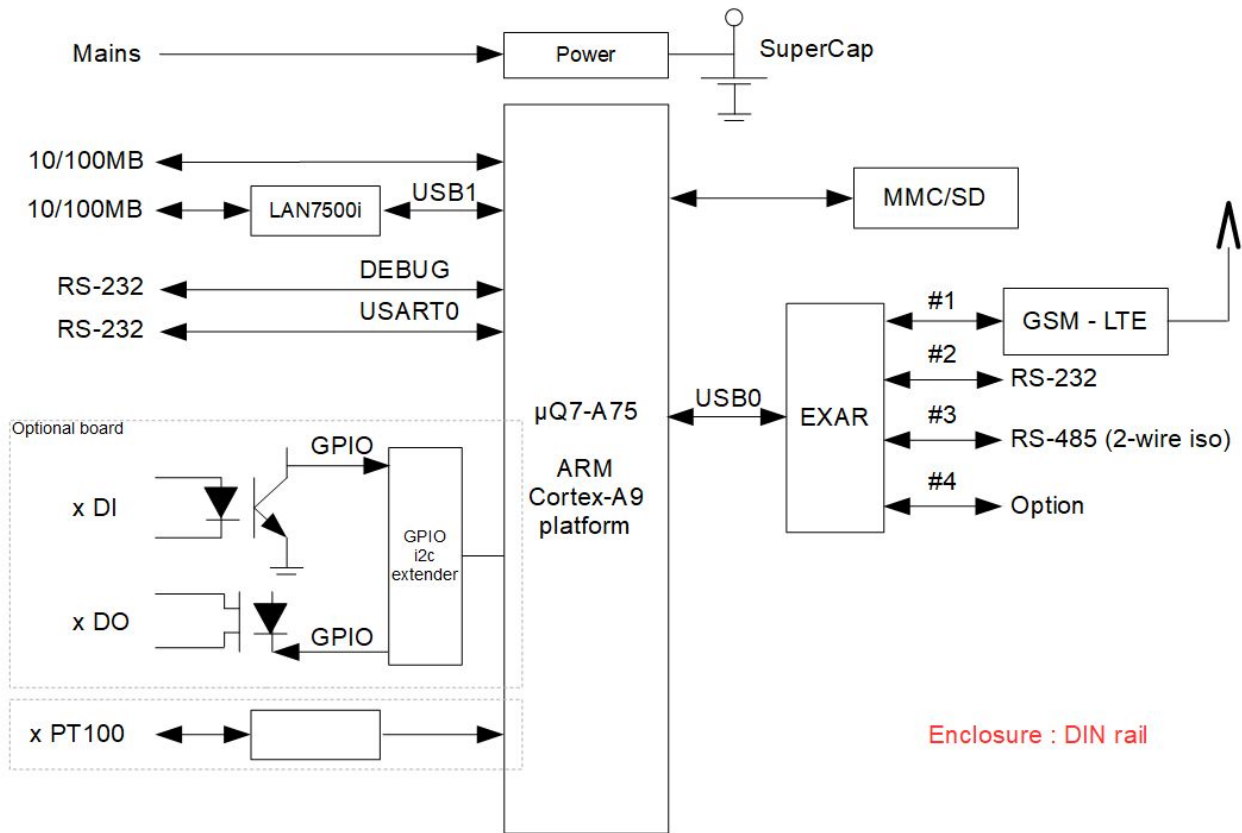 Mains
Power
SuperCap
10/100MB
10/100MB
LAN7500i
USB1
MMC/SD
RS-232
DEBUG
RS-232
USART0
#1
GSM - LTE
#2
RS-232
µQ7-A75
ARM
Cortex-A9
platform
USB0
EXAR
#3
RS-485 (2-wire iso)
#4
Option
Optional board
GPIO
x DI
GPIO
i2c
extender
x DO
GPIO
x PT100
Enclosure : DIN rail